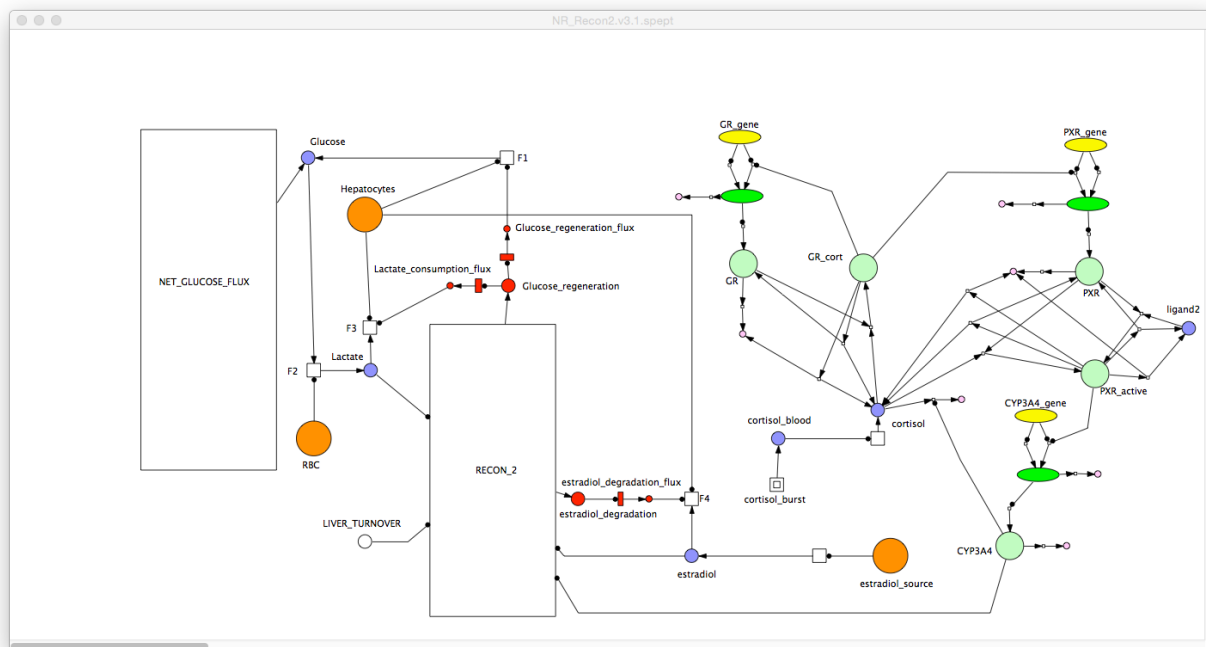 NR_Recon2.v3.1.spept
GR_gene
PXR_gene
Glucose
F1
Hepatocytes
Glucose_regeneration_flux
GR_cort
Lactate_consumption_flux
GR
PXR
NET_GLUCOSE_FLUX
Glucose_regeneration
ligand2
F3
Lactate
F2
PXR_active
CYP3A4_gene
cortisol_blood
cortisol
RBC
RECON_2
estradiol_degradation_flux
cortisol_burst
F4
estradiol_degradation
LIVER_TURNOVER
CYP3A4
estradiol
estradiol_source